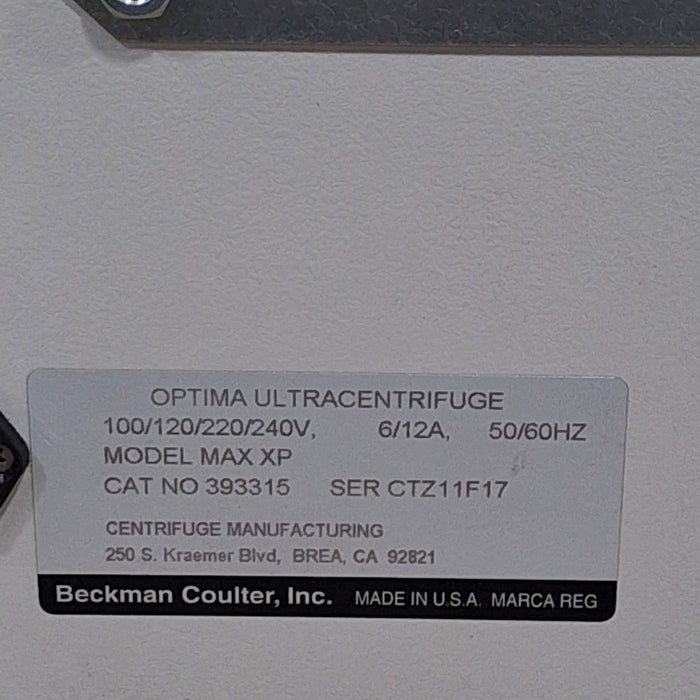 OPTIMA ULTRACENTRIFUGE
100/120/220/240V, 6/12A, 50/60HZ
MODEL MAX XP
CAT NO 393315 SER CTZ11F17
CENTRIFUGE MANUFACTURING
250 S. Kraemer Blvd, BREA, CA 92821
Beckman Coulter, Inc. MADE IN U.S.A. MARCA REG